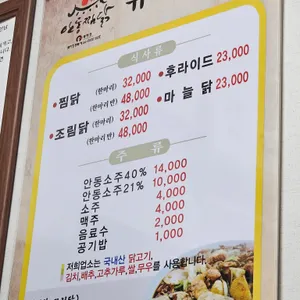 안동찜닭
식 사 류
• 찜닭 (한마리) 32,000
(한마리반) 48,000
• 조림닭 (한마리) 32,000
(한마리반) 48,000
• 후라이드 23,000
• 마 늘 닭 23,000
주 류
안동소주40% 14,000
안동소주21% 10,000
소주 4,000
맥주 4,000
음료수 2,000
공기밥 1,000
저희업소는 국내산 닭고기,
김치,배추,고추가루,쌀,무우를 사용합니다.